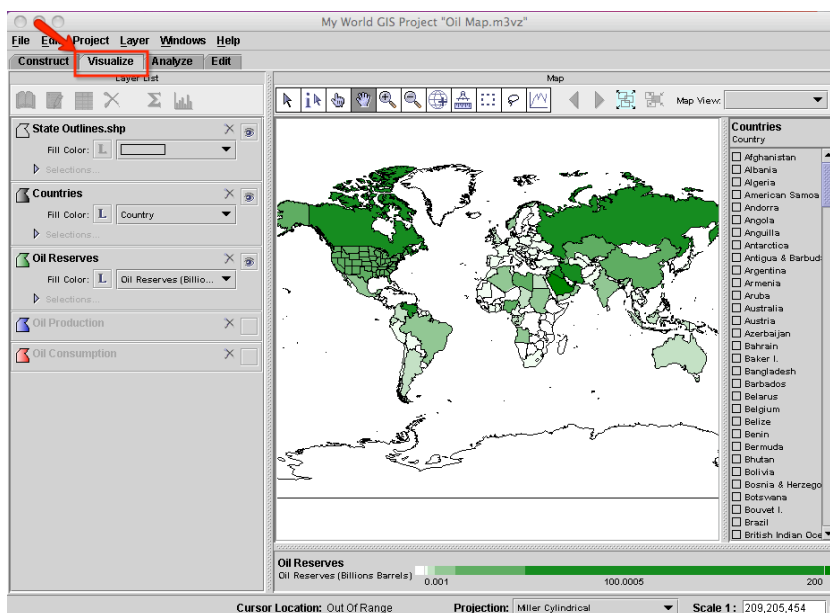 My World GIS Project "Oil Map.m3vz"
File Edit Project Layer Windows Help
Construct Visualize Analyze Edit
Layer List
Map
Map View:
State Outlines.shp
Fill Color: L
Selections...
Countries
Fill Color: L Country
Selections...
Oil Reserves
Fill Color: L Oil Reserves (Billio...
Selections...
Oil Production
Oil Consumption
Countries
Country
Afghanistan
Albania
Algeria
American Samoa
Andorra
Angola
Anguilla
Antarctica
Antigua & Barbud
Argentina
Armenia
Aruba
Australia
Austria
Azerbaijan
Bahrain
Baker I.
Bangladesh
Barbados
Belarus
Belgium
Belize
Benin
Bermuda
Bhutan
Bolivia
Bosnia & Herzego
Botswana
Bouvet I.
Brazil
British Indian Oce
Oil Reserves
Oil Reserves (Billions Barrels)
0.001 100.0005 200
Cursor Location: Out Of Range Projection: Miller Cylindrical Scale 1: 209,205,454